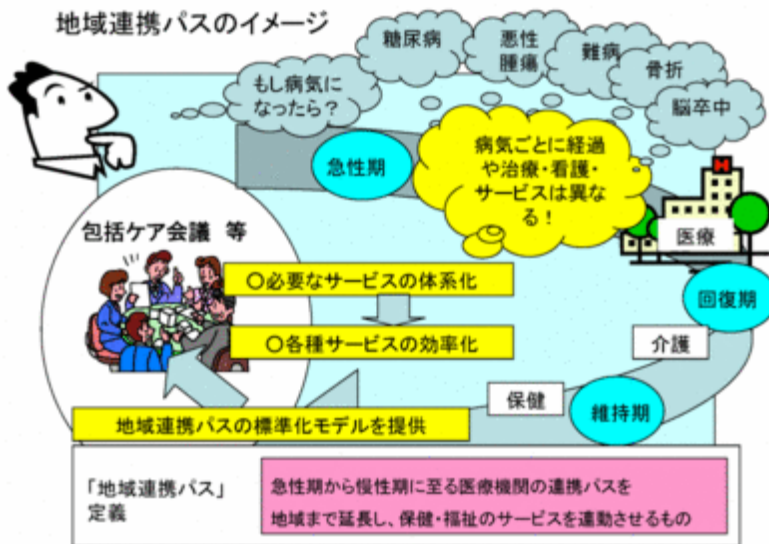 地域連携パスのイメージ
糖尿病
悪性
腫瘍
難病
骨折
脳卒中
もし病気に
なったら？
急性期
病気ごとに経過
や治療・看護・
サービスは異な
る！
H
医療
回復期
包括ケア会議 等
○必要なサービスの体系化
○各種サービスの効率化
介護
保健
維持期
地域連携パスの標準化モデルを提供
「地域連携パス」
定義
急性期から慢性期に至る医療機関の連携パスを
地域まで延長し、保健・福祉のサービスを連動させるもの